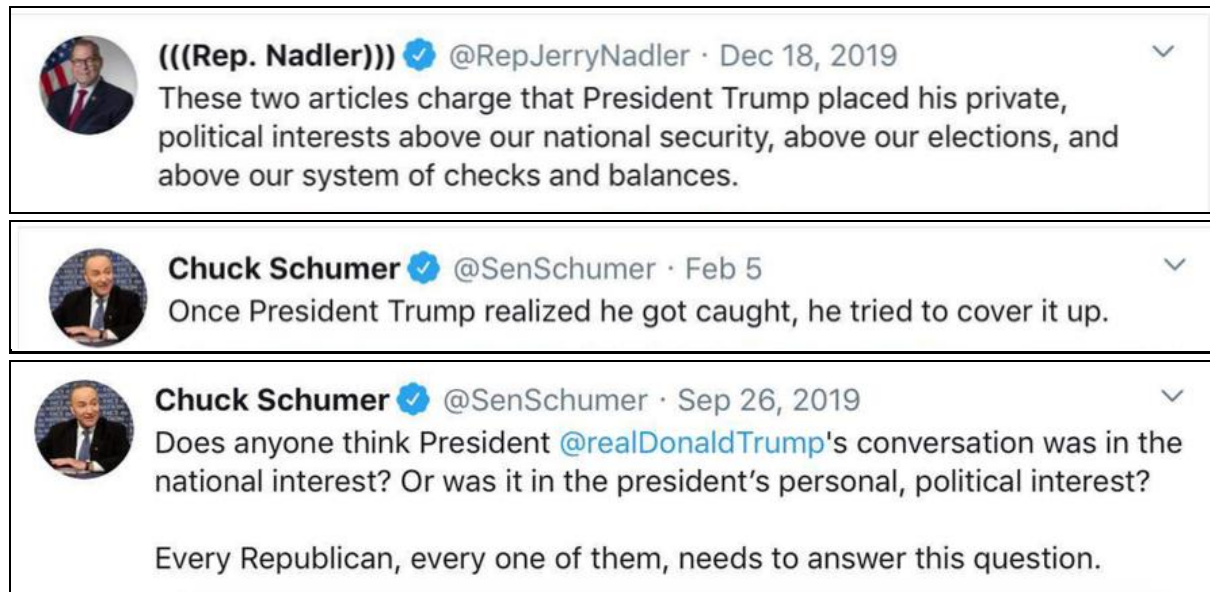 (((Rep. Nadler))) @RepJerryNadler · Dec 18, 2019
These two articles charge that President Trump placed his private,
political interests above our national security, above our elections, and
above our system of checks and balances.
Chuck Schumer @SenSchumer · Feb 5
Once President Trump realized he got caught, he tried to cover it up.
Chuck Schumer @SenSchumer · Sep 26, 2019
Does anyone think President @realDonaldTrump's conversation was in the
national interest? Or was it in the president’s personal, political interest?
Every Republican, every one of them, needs to answer this question.